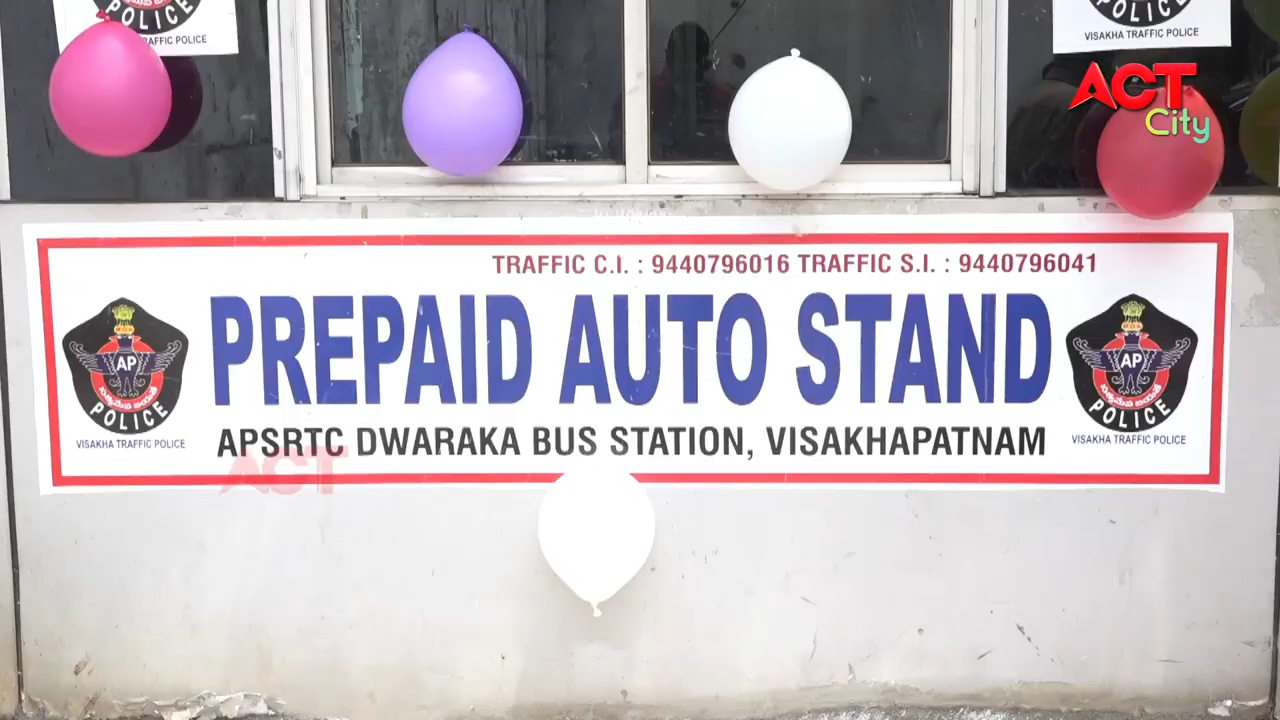 POLICE
TRAFFIC POLICE
POLICE
VISAKHA TRAFFIC POLICE
ACT
City
TRAFFIC C.I. : 9440796016 TRAFFIC S.I. : 9440796041
PREPAID AUTO STAND
AP
POLICE
VISAKHA TRAFFIC POLICE
AP
POLICE
VISAKHA TRAFFIC POLICE
APSRTC DWARAKA BUS STATION, VISAKHAPATNAM
ACT